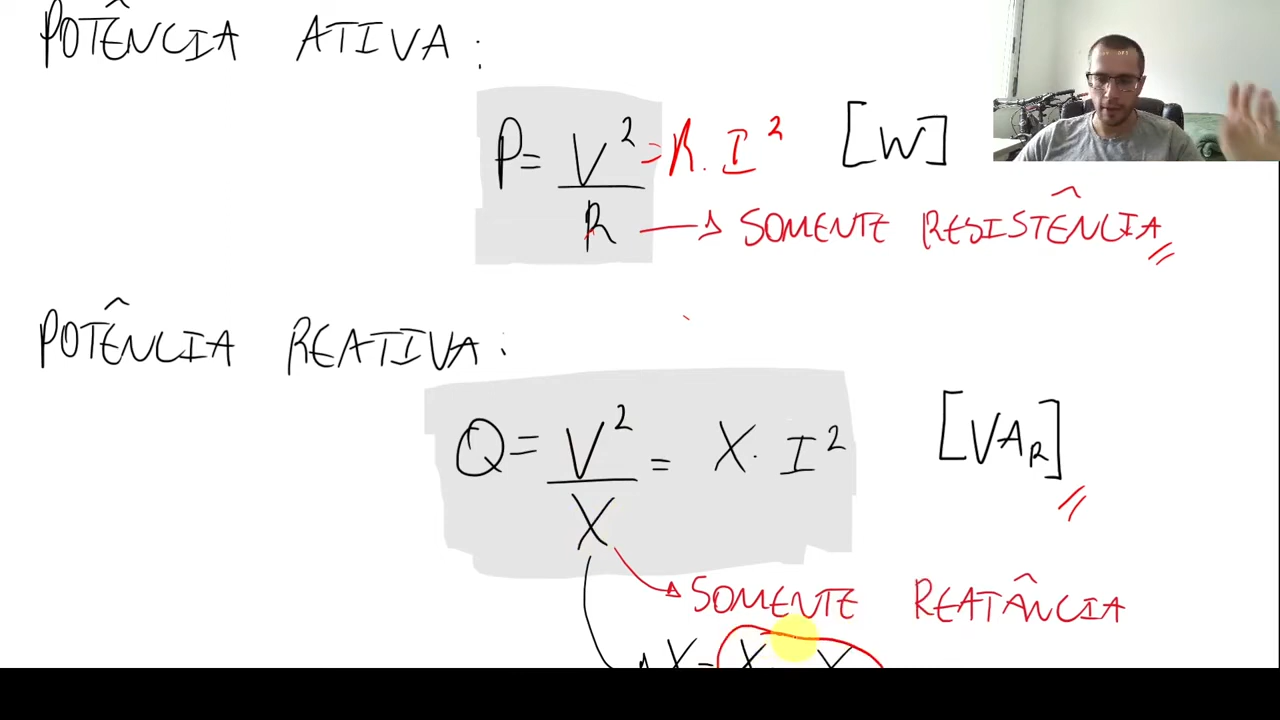 POTÊNCIA ATIVA:
P = V²/R = R. I² [W]
→ SOMENTE RESISTÊNCIA
POTÊNCIA REATIVA:
Q = V²/X = X. I² [VAR]
→ SOMENTE REATÂNCIA
X =